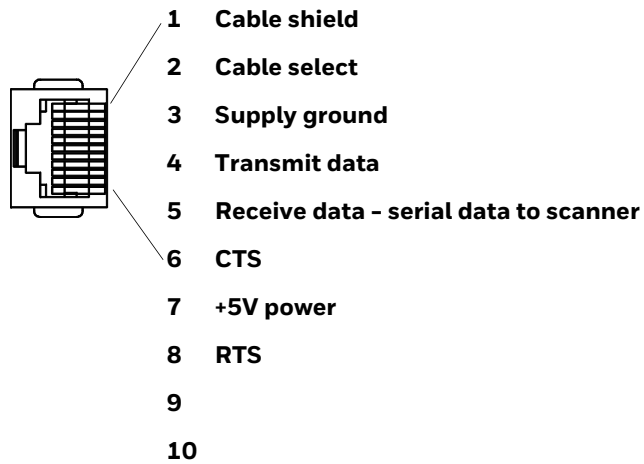 1 Cable shield
2 Cable select
3 Supply ground
4 Transmit data
5 Receive data – serial data to scanner
6 CTS
7 +5V power
8 RTS
9
10